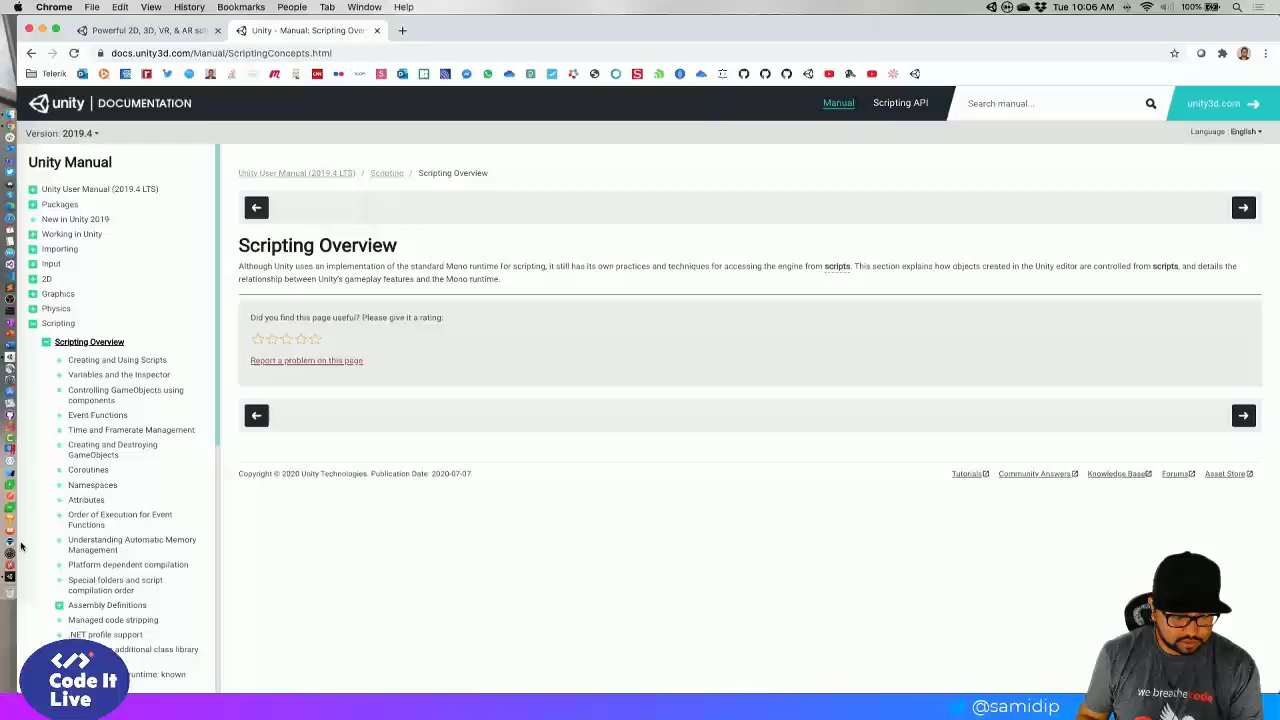 Chrome File Edit View History Bookmarks People Tab Window Help
100% Tue 10:06 AM
Powerful 2D, 3D, VR, & AR sof
Unity - Manual: Scripting Over
docs.unity3d.com/Manual/ScriptingConcepts.html
Telerik
unity | DOCUMENTATION
Manual
Scripting API
Search manual...
unity3d.com
Version: 2019.4
Language : English
Unity Manual
Unity User Manual (2019.4 LTS)
Packages
New in Unity 2019
Working in Unity
Importing
Input
2D
Graphics
Physics
Scripting
Scripting Overview
Creating and Using Scripts
Variables and the Inspector
Controlling GameObjects using
components
Event Functions
Time and Framerate Management
Creating and Destroying
GameObjects
Coroutines
Namespaces
Attributes
Order of Execution for Event
Functions
Understanding Automatic Memory
Management
Platform dependent compilation
Special folders and script
compilation order
Assembly Definitions
Managed code stripping
.NET profile support
additional class library
runtime: known
Unity User Manual (2019.4 LTS) / Scripting / Scripting Overview
Scripting Overview
Although Unity uses an implementation of the standard Mono runtime for scripting, it still has its own practices and techniques for accessing the engine from scripts. This section explains how objects created in the Unity editor are controlled from scripts, and details the
relationship between Unity's gameplay features and the Mono runtime.
Did you find this page useful? Please give it a rating:
Report a problem on this page
Copyright © 2020 Unity Technologies. Publication Date: 2020-07-07.
Tutorials Community Answers Knowledge Base Forums Asset Store
</> Code It Live
we breathe code
@samidip